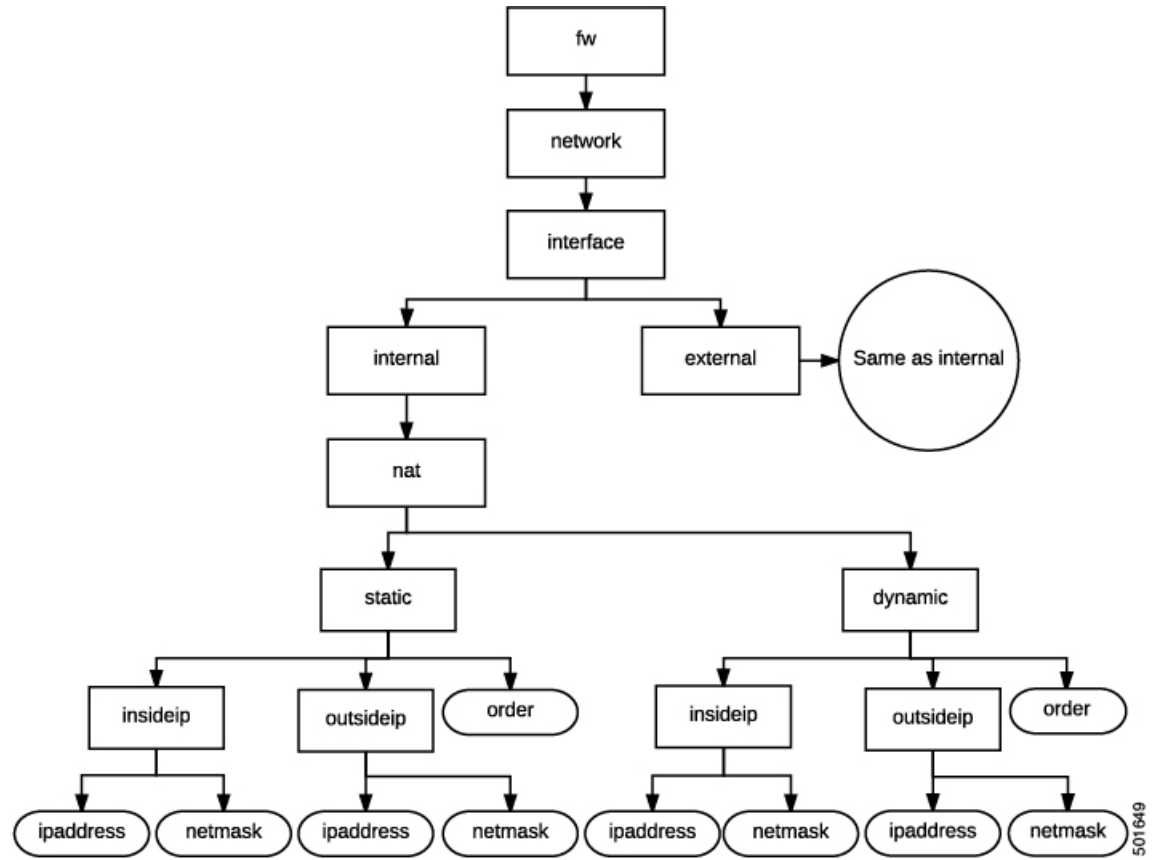 fw
network
interface
internal
external
Same as internal
nat
static
dynamic
insideip
outsideip
order
insideip
outsideip
order
ipaddress
netmask
ipaddress
netmask
ipaddress
netmask
ipaddress
netmask
501649